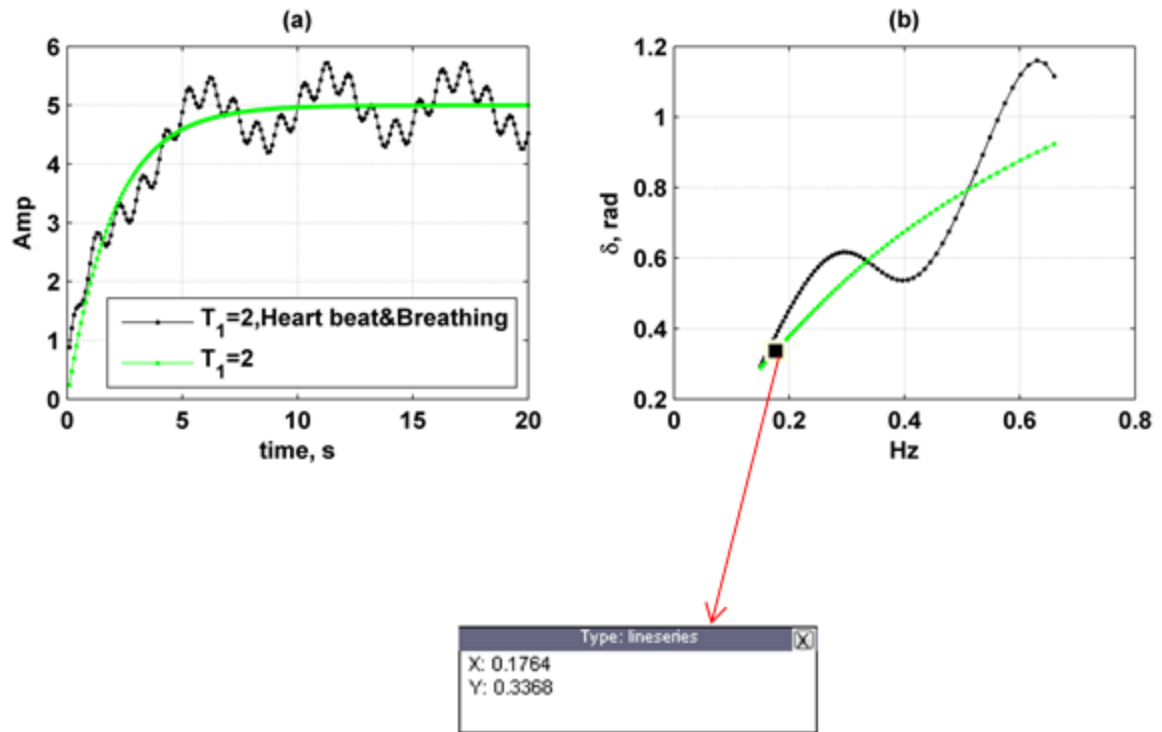 (a)
6
5
4
3
2
1
0
Amp
0
5
10
15
20
time, s
T1=2,Heart beat&Breathing
T1=2
(b)
1.2
1
0.8
0.6
0.4
0.2
δ, rad
0
0.2
0.4
0.6
0.8
Hz
Type: lineseries
X
X: 0.1764
Y: 0.3368